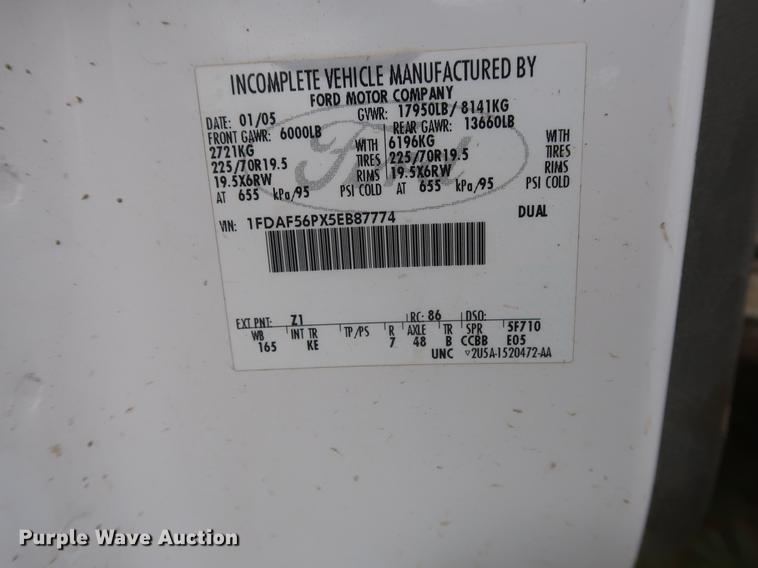 INCOMPLETE VEHICLE MANUFACTURED BY
FORD MOTOR COMPANY
DATE: 01/05 GVWR: 17950LB/ 8141KG
FRONT GAWR: 6000LB REAR GAWR: 13660LB
2721KG WITH 6196KG WITH
225/70R19.5 TIRES 225/70R19.5 TIRES
19.5X6RW RIMS 19.5X6RW RIMS
AT 655 kPa/95 PSI COLD AT 655 kPa/95 PSI COLD
VIN: 1FDAF56PX5EB87774 DUAL
Ford
EXT PNT: Z1 RC: 86 DSO:
WB INT TR TP/PS R AXLE TR SPR 5F710
165 KE 7 48 B CCBB E05
UNC ▽2U5A-1520472-AA
Purple Wave Auction